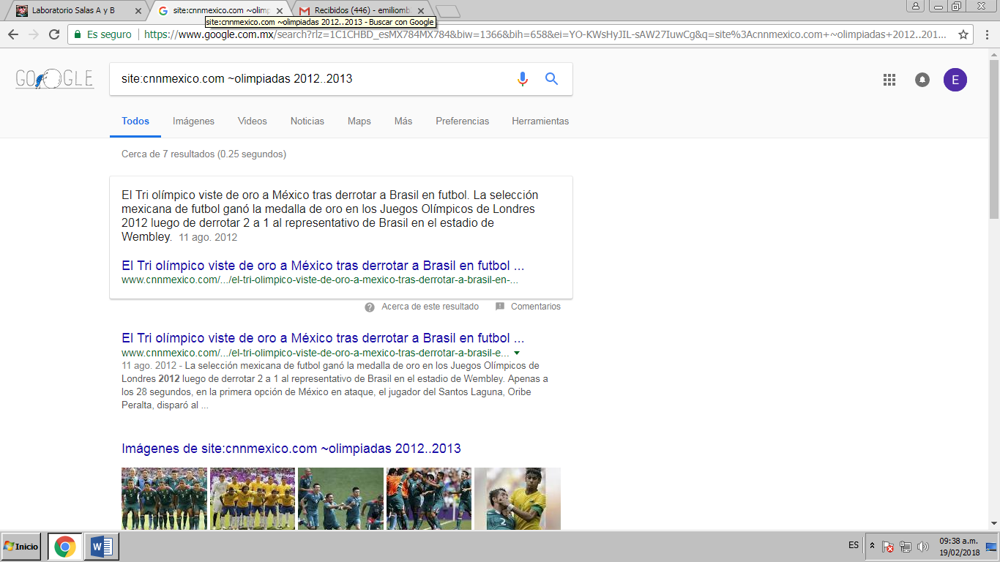 Laboratorio Salas A y B
site:cnnmexico.com ~olimp
Recibidos (446) - emiliomb
site:cnnmexico.com ~olimpiadas 2012..2013 - Buscar con Google
Es seguro
https://www.google.com.mx/search?rlz=1C1CHBD_esMX784MX784&biw=1366&bih=658&ei=YO-KWsHyJIL-sAW27IuwCg&q=site%3Acnnmexico.com+~olimpiadas+2012..201...
GOOGLE
site:cnnmexico.com ~olimpiadas 2012..2013
E
Todos Imágenes Videos Noticias Maps Más Preferencias Herramientas
Cerca de 7 resultados (0.25 segundos)
El Tri olímpico viste de oro a México tras derrotar a Brasil en futbol. La selección
mexicana de futbol ganó la medalla de oro en los Juegos Olímpicos de Londres
2012 luego de derrotar 2 a 1 al representativo de Brasil en el estadio de
Wembley. 11 ago. 2012
El Tri olímpico viste de oro a México tras derrotar a Brasil en futbol ...
www.cnnmexico.com/.../el-tri-olimpico-viste-de-oro-a-mexico-tras-derrotar-a-brasil-en-...
Acerca de este resultado Comentarios
El Tri olímpico viste de oro a México tras derrotar a Brasil en futbol ...
www.cnnmexico.com/.../el-tri-olimpico-viste-de-oro-a-mexico-tras-derrotar-a-brasil-e...
11 ago. 2012 - La selección mexicana de futbol ganó la medalla de oro en los Juegos Olímpicos de
Londres 2012 luego de derrotar 2 a 1 al representativo de Brasil en el estadio de Wembley. Apenas a
los 28 segundos, en la primera opción de México en ataque, el jugador del Santos Laguna, Oribe
Peralta, disparó al ...
Imágenes de site:cnnmexico.com ~olimpiadas 2012..2013
2
Inicio
W
ES
09:38 a.m.
19/02/2018